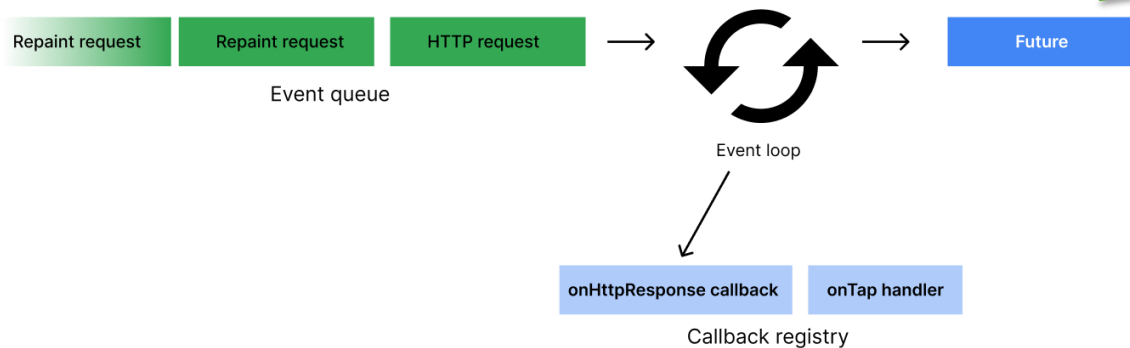 Repaint request
Repaint request
HTTP request
Future
Event queue
Event loop
onHttpResponse callback
onTap handler
Callback registry